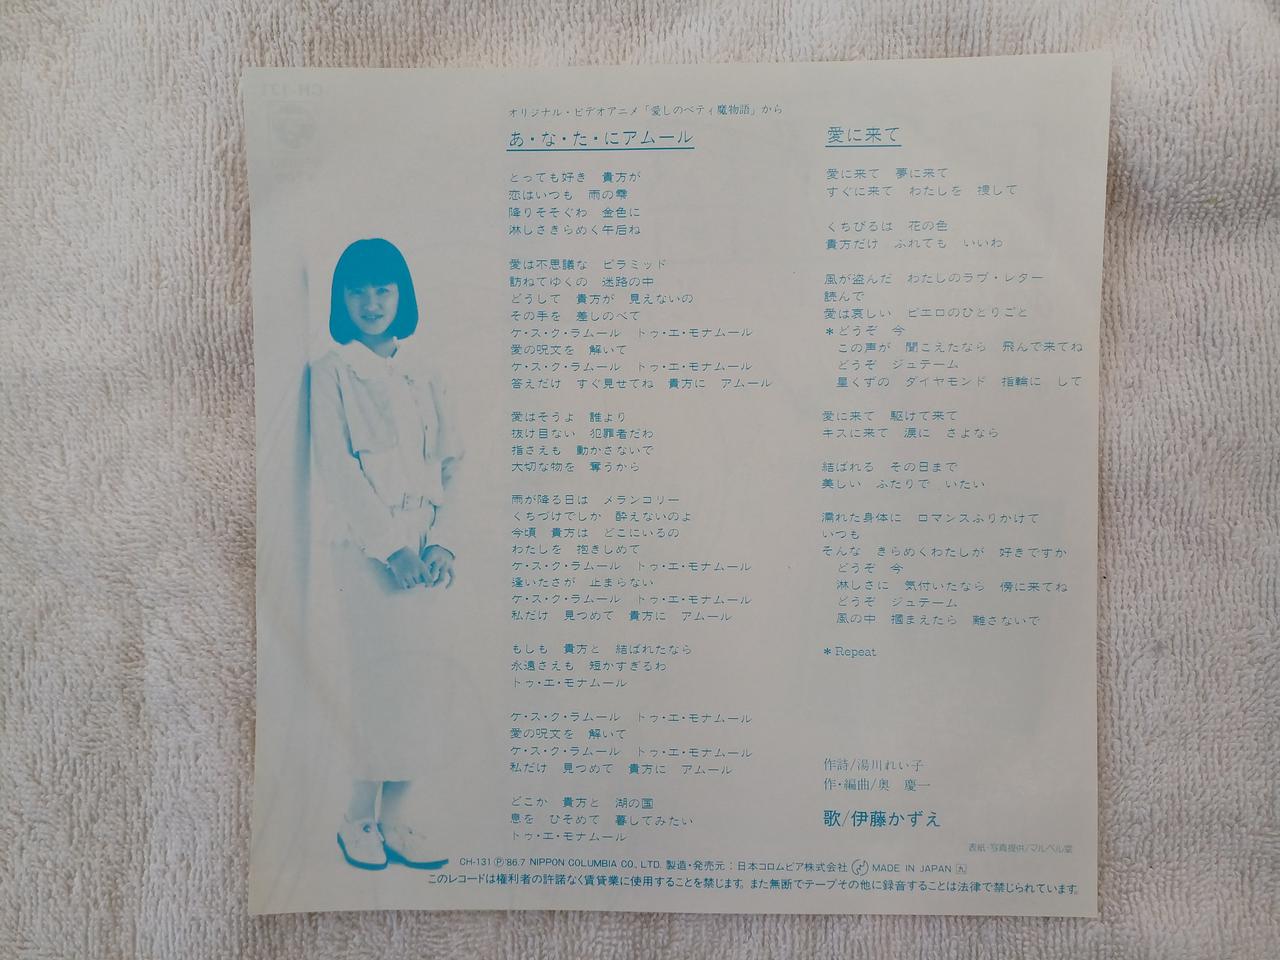 オリジナル・ビデオアニメ「愛しのベティ魔物語」から
あ・な・た・にアムール
とっても好き　貴方が
恋はいつも　雨の雫
降りそそぐわ　金色に
淋しさきらめく午后ね
愛は不思議な　ピラミッド
訪ねてゆくの　迷路の中
どうして　貴方が　見えないの
その手を　差しのべて
ケ・ス・ク・ラムール　トゥ・エ・モナムール
愛の呪文を　解いて
ケ・ス・ク・ラムール　トゥ・エ・モナムール
答えだけ　すぐ見せてね　貴方に　アムール
愛はそうよ　誰より
抜け目ない　犯罪者だわ
指さえも　動かさないで
大切な物を　奪うから
雨が降る日は　メランコリー
くちづけでしか　酔えないのよ
今頃　貴方は　どこにいるの
わたしを　抱きしめて
ケ・ス・ク・ラムール　トゥ・エ・モナムール
逢いたさが　止まらない
ケ・ス・ク・ラムール　トゥ・エ・モナムール
私だけ　見つめて　貴方に　アムール
もしも　貴方と　結ばれたなら
永遠さえも　短かすぎるわ
トゥ・エ・モナムール
ケ・ス・ク・ラムール　トゥ・エ・モナムール
愛の呪文を　解いて
ケ・ス・ク・ラムール　トゥ・エ・モナムール
私だけ　見つめて　貴方に　アムール
どこか　貴方と　湖の国
息を　ひそめて　暮してみたい
トゥ・エ・モナムール
愛に来て
愛に来て　夢に来て
すぐに来て　わたしを　捜して
くちびるは　花の色
貴方だけ　ふれても　いいわ
風が盗んだ　わたしのラヴ・レター
読んで
愛は哀しい　ピエロのひとりごと
＊どうぞ　今
この声が　聞こえたなら　飛んで来てね
どうぞ　ジュテーム
星くずの　ダイヤモンド　指輪に　して
愛に来て　駆けて来て
キスに来て　涙に　さよなら
結ばれる　その日まで
美しい　ふたりで　いたい
濡れた身体に　ロマンスふりかけて
いつも
そんな　きらめくわたしが　好きですか
どうぞ　今
淋しさに　気付いたなら　傍に来てね
どうぞ　ジュテーム
風の中　摑まえたら　離さないで
＊Repeat
作詩/湯川れい子
作・編曲/奥　慶一
歌/伊藤かずえ
表紙・写真提供/マルベル堂
CH-131 Ⓟ'86.7 NIPPON COLUMBIA CO., LTD. 製造・発売元：日本コロムビア株式会社 MADE IN JAPAN 九
このレコードは権利者の許諾なく賃貸業に使用することを禁じます。また無断でテープその他に録音することは法律で禁じられています。